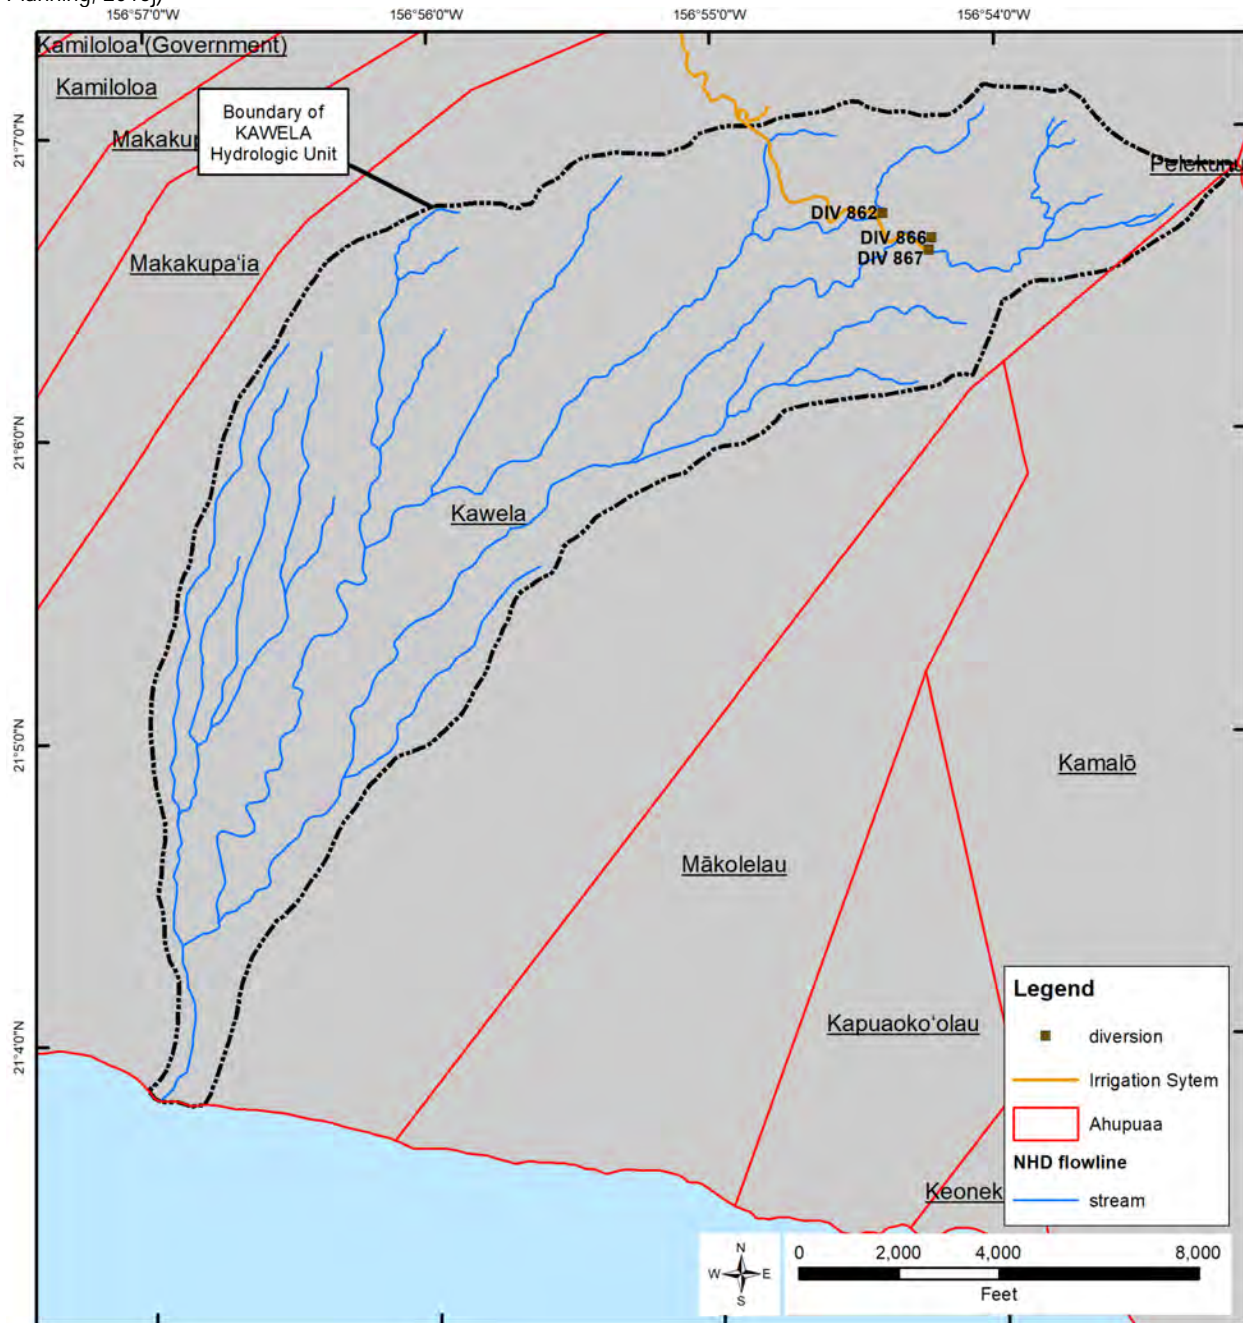 156°57'0"W
156°56'0"W
156°55'0"W
156°54'0"W
Kamiloloa (Government)
Kamiloloa
Boundary of
KAWELA
Hydrologic Unit
21°7'0"N
Makakupa'ia
DIV 862
DIV 866
DIV 867
21°6'0"N
Kawela
21°5'0"N
Kamalō
Mākolelau
21°4'0"N
Kapuaoko'olau
Legend
diversion
Irrigation Sytem
Ahupuaa
NHD flowline
stream
N
W E
S
0 2,000 4,000 8,000
Feet